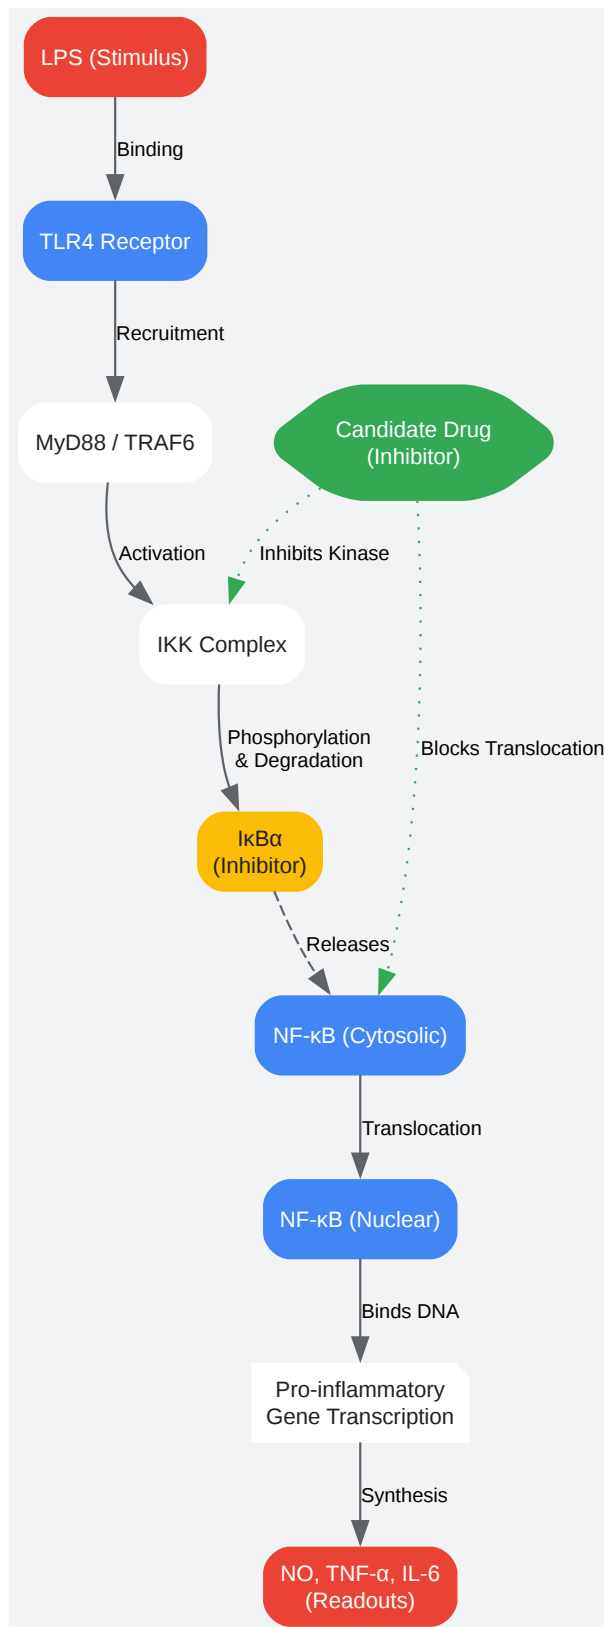 LPS (Stimulus)
Binding
TLR4 Receptor
Recruitment
MyD88 / TRAF6
Candidate Drug
(Inhibitor)
Activation
Inhibits Kinase
IKK Complex
Phosphorylation
& Degradation
Blocks Translocation
IκBα
(Inhibitor)
Releases
NF-κB (Cytosolic)
Translocation
NF-κB (Nuclear)
Binds DNA
Pro-inflammatory
Gene Transcription
Synthesis
NO, TNF-α, IL-6
(Readouts)